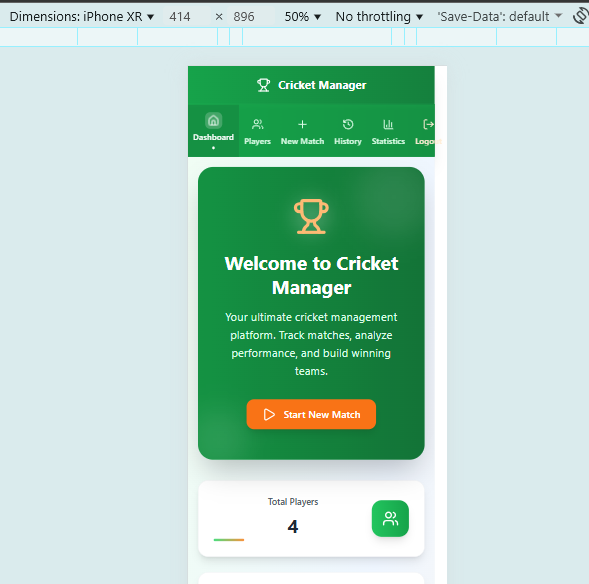 Dimensions: iPhone XR ▼ 414 × 896 50% ▼ No throttling ▼ 'Save-Data': default ▼
Cricket Manager
Dashboard Players New Match History Statistics Logou
Welcome to Cricket
Manager
Your ultimate cricket management
platform. Track matches, analyze
performance, and build winning
teams.
Start New Match
Total Players
4